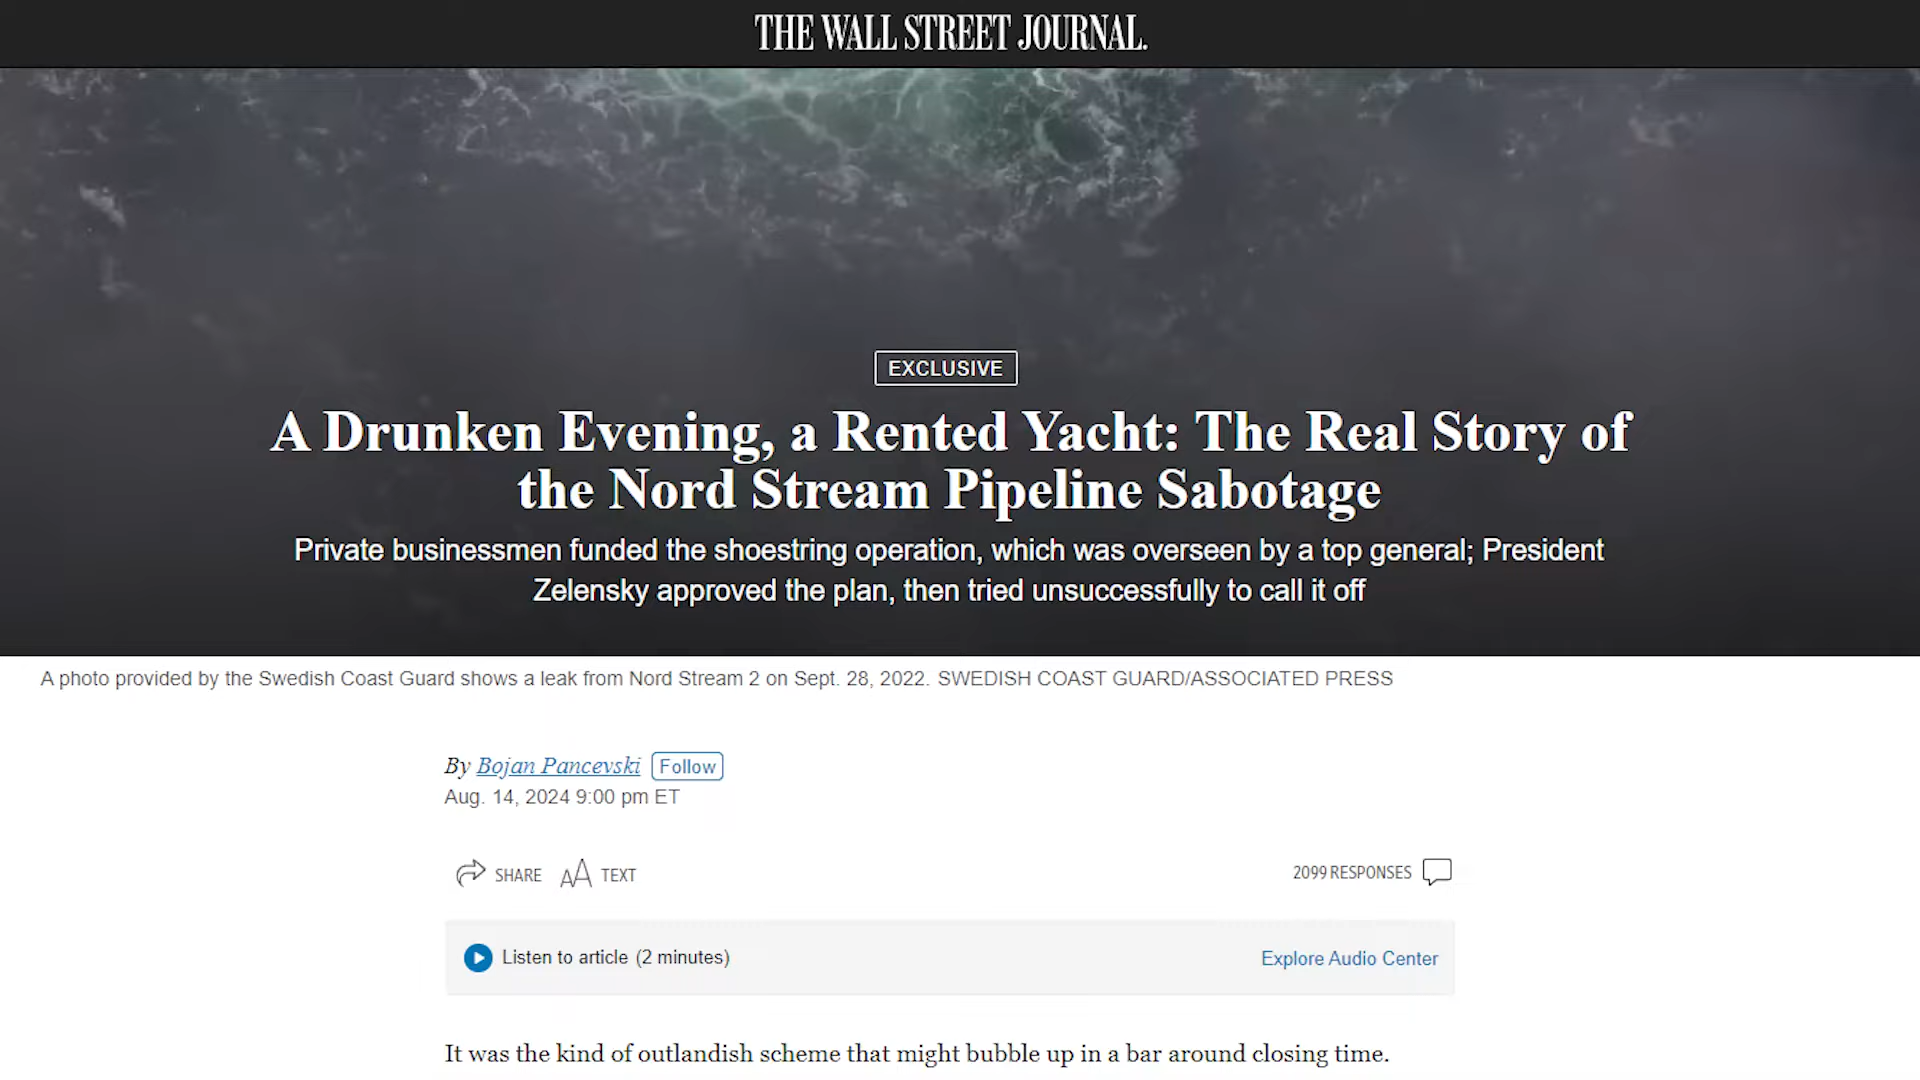 THE WALL STREET JOURNAL.
EXCLUSIVE
A Drunken Evening, a Rented Yacht: The Real Story of
the Nord Stream Pipeline Sabotage
Private businessmen funded the shoestring operation, which was overseen by a top general; President
Zelensky approved the plan, then tried unsuccessfully to call it off
A photo provided by the Swedish Coast Guard shows a leak from Nord Stream 2 on Sept. 28, 2022. SWEDISH COAST GUARD/ASSOCIATED PRESS
By Bojan Pancevski Follow
Aug. 14, 2024 9:00 pm ET
SHARE AA TEXT 2099 RESPONSES
Listen to article (2 minutes) Explore Audio Center
It was the kind of outlandish scheme that might bubble up in a bar around closing time.